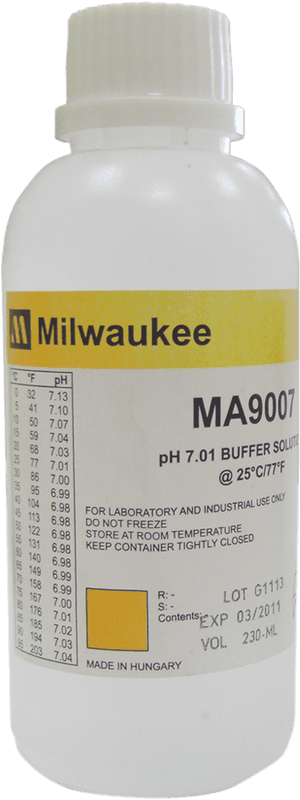 M Milwaukee
°C °F pH
0 32 7.13
5 41 7.10
10 50 7.07
15 59 7.04
20 68 7.03
25 77 7.01
30 86 7.00
35 95 6.99
40 104 6.98
45 113 6.98
50 122 6.98
55 131 6.98
60 140 6.98
65 149 6.99
70 158 6.99
75 167 7.00
80 176 7.01
85 185 7.02
90 194 7.03
95 203 7.04
MA9007
pH 7.01 BUFFER SOLUTIO
@ 25°C/77°F
FOR LABORATORY AND INDUSTRIAL USE ONLY
DO NOT FREEZE
STORE AT ROOM TEMPERATURE
KEEP CONTAINER TIGHTLY CLOSED
R: -
S: -
Contents:
LOT G1113
EXP 03/2011
VOL 230-ML
MADE IN HUNGARY